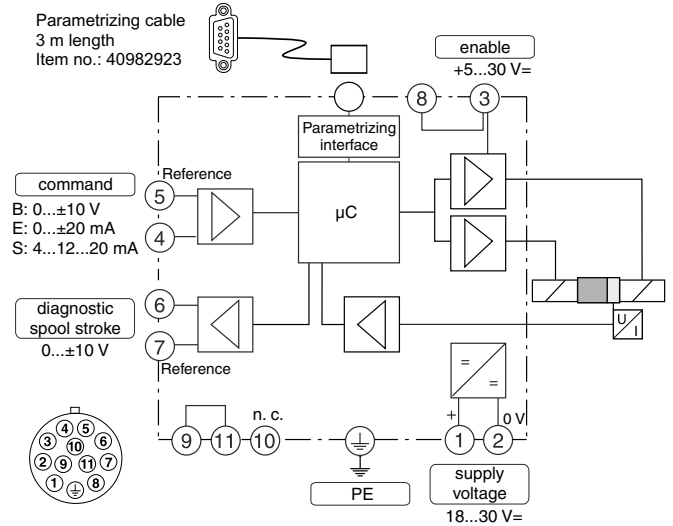 Parametrizing cable
3 m length
Item no.: 40982923
enable
+5...30 V=
8
3
Parametrizing
interface
Reference
command
5
B: 0...±10 V
E: 0...±20 mA
S: 4...12...20 mA
4
µC
diagnostic
spool stroke
0...±10 V
6
7
Reference
U
I
=
=
n. c.
+
0 V
9
11
10
1
2
PE
supply
voltage
18...30 V=
4
5
3
10
6
2
9
11
7
1
8